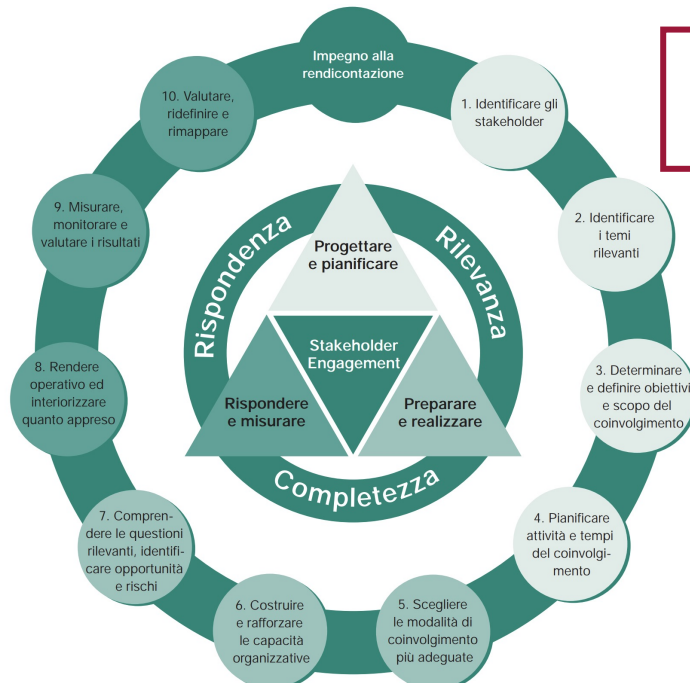 Impegno alla
rendicontazione
1. Identificare gli
stakeholder
2. Identificare
i temi
rilevanti
3. Determinare
e definire obiettivi
e scopo del
coinvolgimento
4. Pianificare
attività e tempi
del coinvolgi-
mento
5. Scegliere
le modalità di
coinvolgimento
più adeguate
6. Costruire
e rafforzare
le capacità
organizzative
7. Compren-
dere le questioni
rilevanti, identifi-
care opportunità
e rischi
8. Rendere
operativo ed
interiorizzare
quanto appreso
9. Misurare,
monitorare e
valutare i risultati
10. Valutare,
ridefinire e
rimappare
Rispondenza
Rilevanza
Completezza
Progettare
e pianificare
Stakeholder
Engagement
Rispondere
e misurare
Preparare
e realizzare